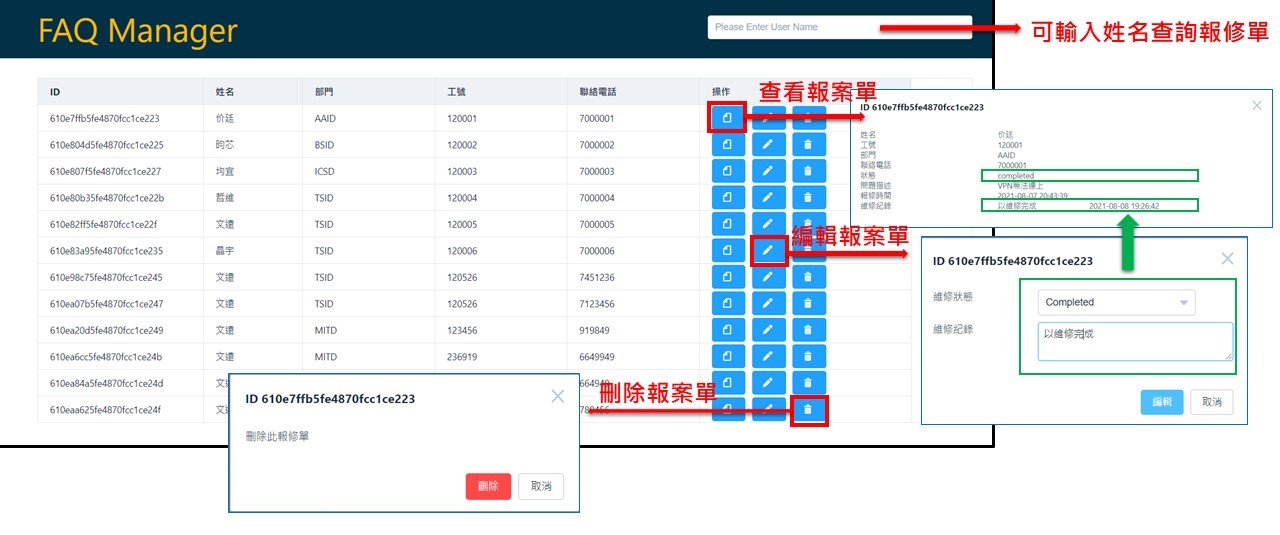 FAQ Manager
Please Enter User Name
可輸入姓名查詢報修單
ID 姓名 部門 工號 聯絡電話 操作
查看報案單
610e7ffb5fe4870fcc1ce223 价廷 AAID 120001 7000001
610e804d5fe4870fcc1ce225 昀芯 BSID 120002 7000002
610e807f5fe4870fcc1ce227 均宜 ICSD 120003 7000003
610e80b35fe4870fcc1ce22b 哲維 TSID 120004 7000004
610e82ff5fe4870fcc1ce22f 文遠 TSID 120005 7000005
610e83a95fe4870fcc1ce235 晶宇 TSID 120006 7000006
編輯報案單
610e98c75fe4870fcc1ce245 文遠 TSID 120526 7451236
610ea07b5fe4870fcc1ce247 文遠 TSID 120526 7123456
610ea20d5fe4870fcc1ce249 文遠 MITD 123456 919849
610ea6cc5fe4870fcc1ce24b 文遠 MITD 236919 6649949
610ea84a5fe4870fcc1ce24d 文 664949
610eaa625fe4870fcc1ce24f 文 789456
刪除報案單
ID 610e7ffb5fe4870fcc1ce223
姓名 价廷
工號 120001
部門 AAID
聯絡電話 7000001
狀態 completed
問題描述 VPN無法連上
報修時間 2021-08-07 20:43:39
維修紀錄 以維修完成 2021-08-08 19:26:42
ID 610e7ffb5fe4870fcc1ce223
維修狀態 Completed
維修紀錄 以維修完成
編輯 取消
ID 610e7ffb5fe4870fcc1ce223
刪除此報修單
刪除 取消